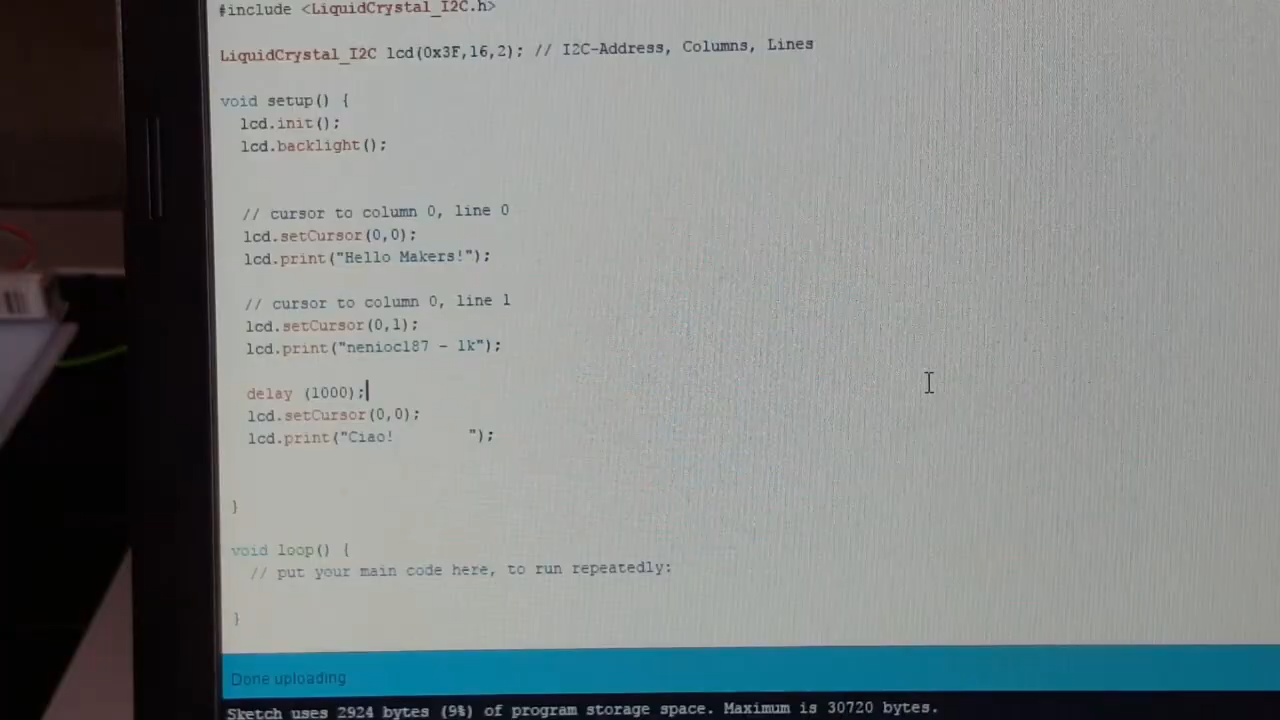 #include <LiquidCrystal_I2C.h>
LiquidCrystal_I2C lcd(0x3F,16,2); // I2C-Address, Columns, Lines
void setup() {
lcd.init();
lcd.backlight();
// cursor to column 0, line 0
lcd.setCursor(0,0);
lcd.print("Hello Makers!");
// cursor to column 0, line 1
lcd.setCursor(0,1);
lcd.print("nenioc187 - 1k");
delay (1000);
lcd.setCursor(0,0);
lcd.print("Ciao!        ");
}
void loop() {
// put your main code here, to run repeatedly:
}
Done uploading
Sketch uses 2924 bytes (9%) of program storage space. Maximum is 30720 bytes.